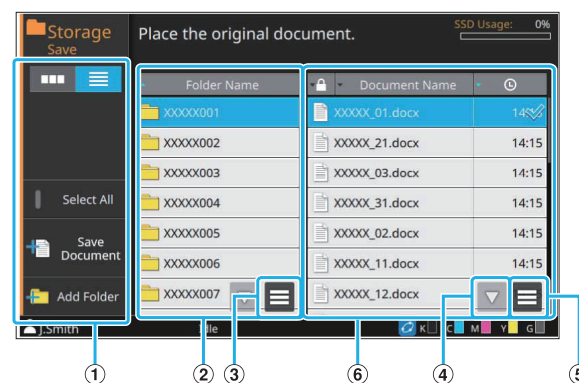 Storage
Save
Place the original document.
SSD Usage: 0%
Folder Name
Document Name
XXXXX001
XXXXX002
XXXXX003
XXXXX004
XXXXX005
XXXXX006
XXXXX007
XXXXX_01.docx
XXXXX_21.docx 14:15
XXXXX_03.docx 14:15
XXXXX_31.docx 14:15
XXXXX_02.docx 14:15
XXXXX_11.docx 14:15
XXXXX_12.docx
Select All
Save
Document
Add Folder
J.Smith
K C M Y G
1 2 3 6 4 5